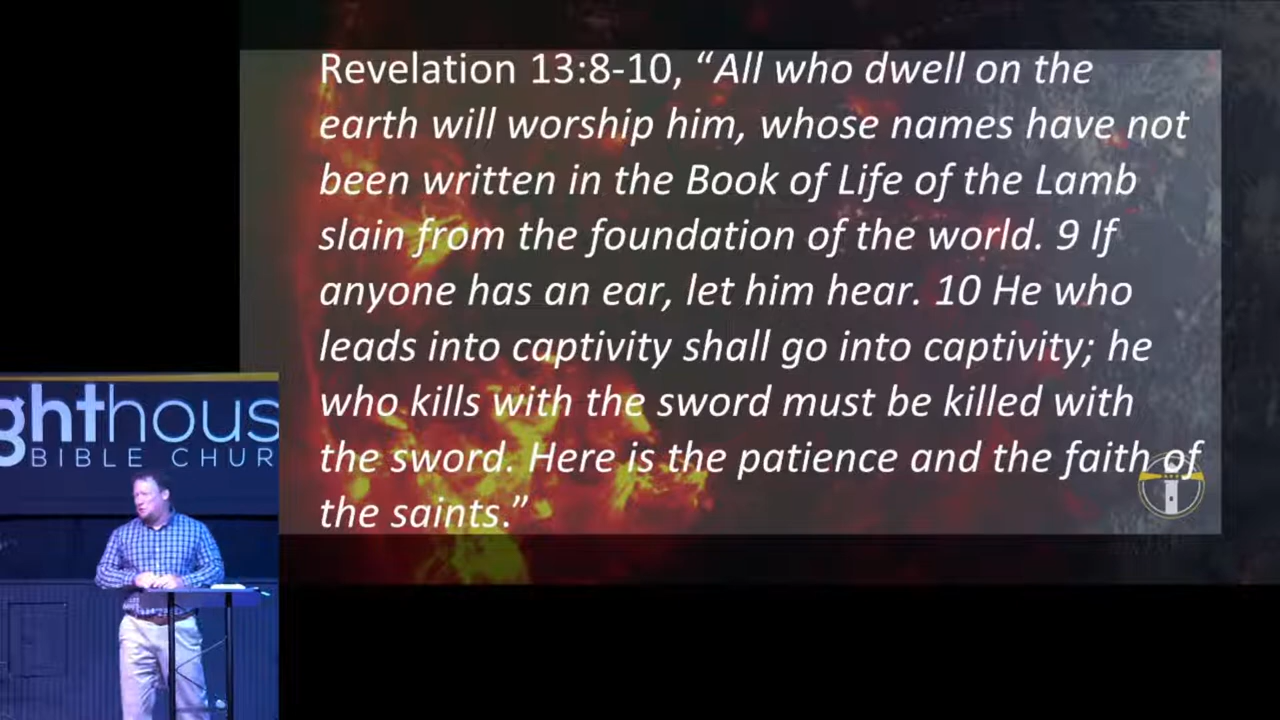 Revelation 13:8-10, “All who dwell on the
earth will worship him, whose names have not
been written in the Book of Life of the Lamb
slain from the foundation of the world. 9 If
anyone has an ear, let him hear. 10 He who
leads into captivity shall go into captivity; he
who kills with the sword must be killed with
the sword. Here is the patience and the faith of
the saints.”
ghthous
BIBLE CHUR